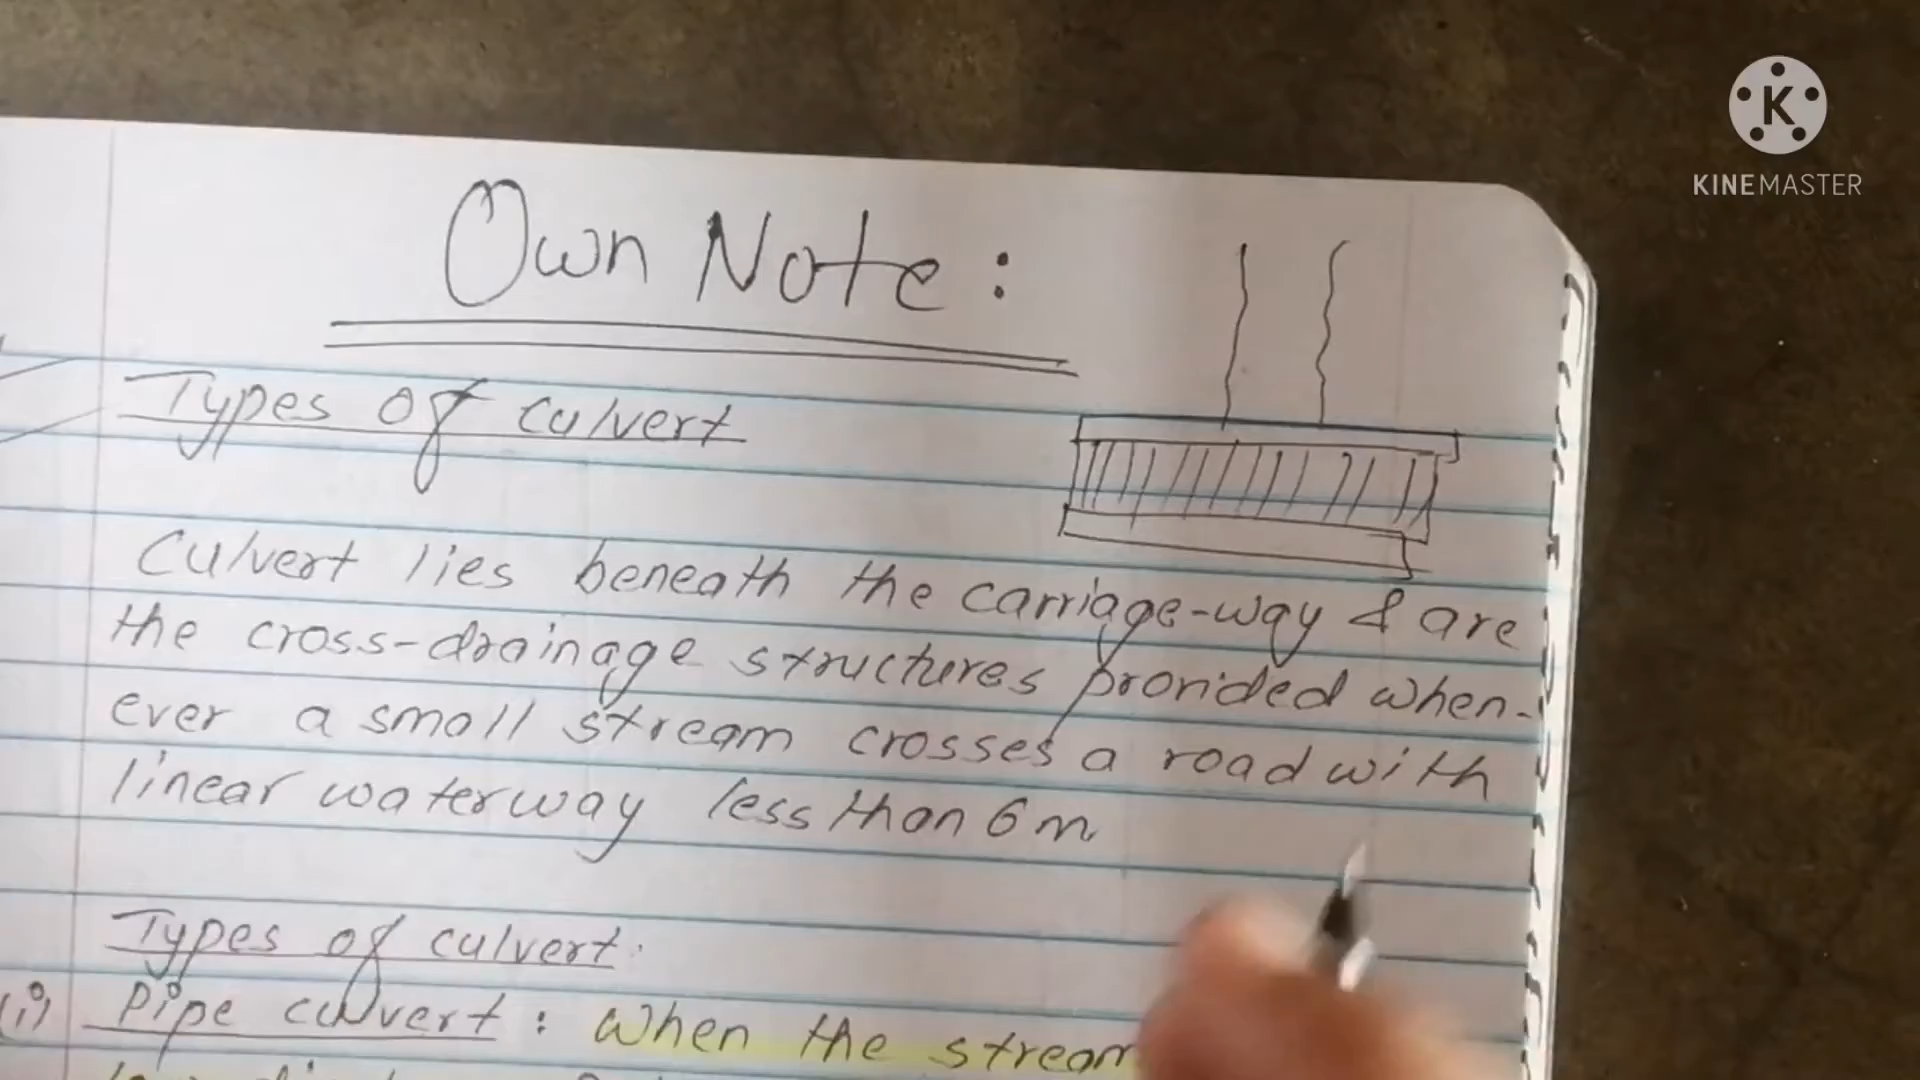 K
KINEMASTER
Own Note:
Types of culvert
Culvert lies beneath the carriage-way & are
the cross-drainage structures provided when-
ever a small stream crosses a road with
linear waterway less than 6m
Types of culvert:
(i) Pipe culvert: When the stream